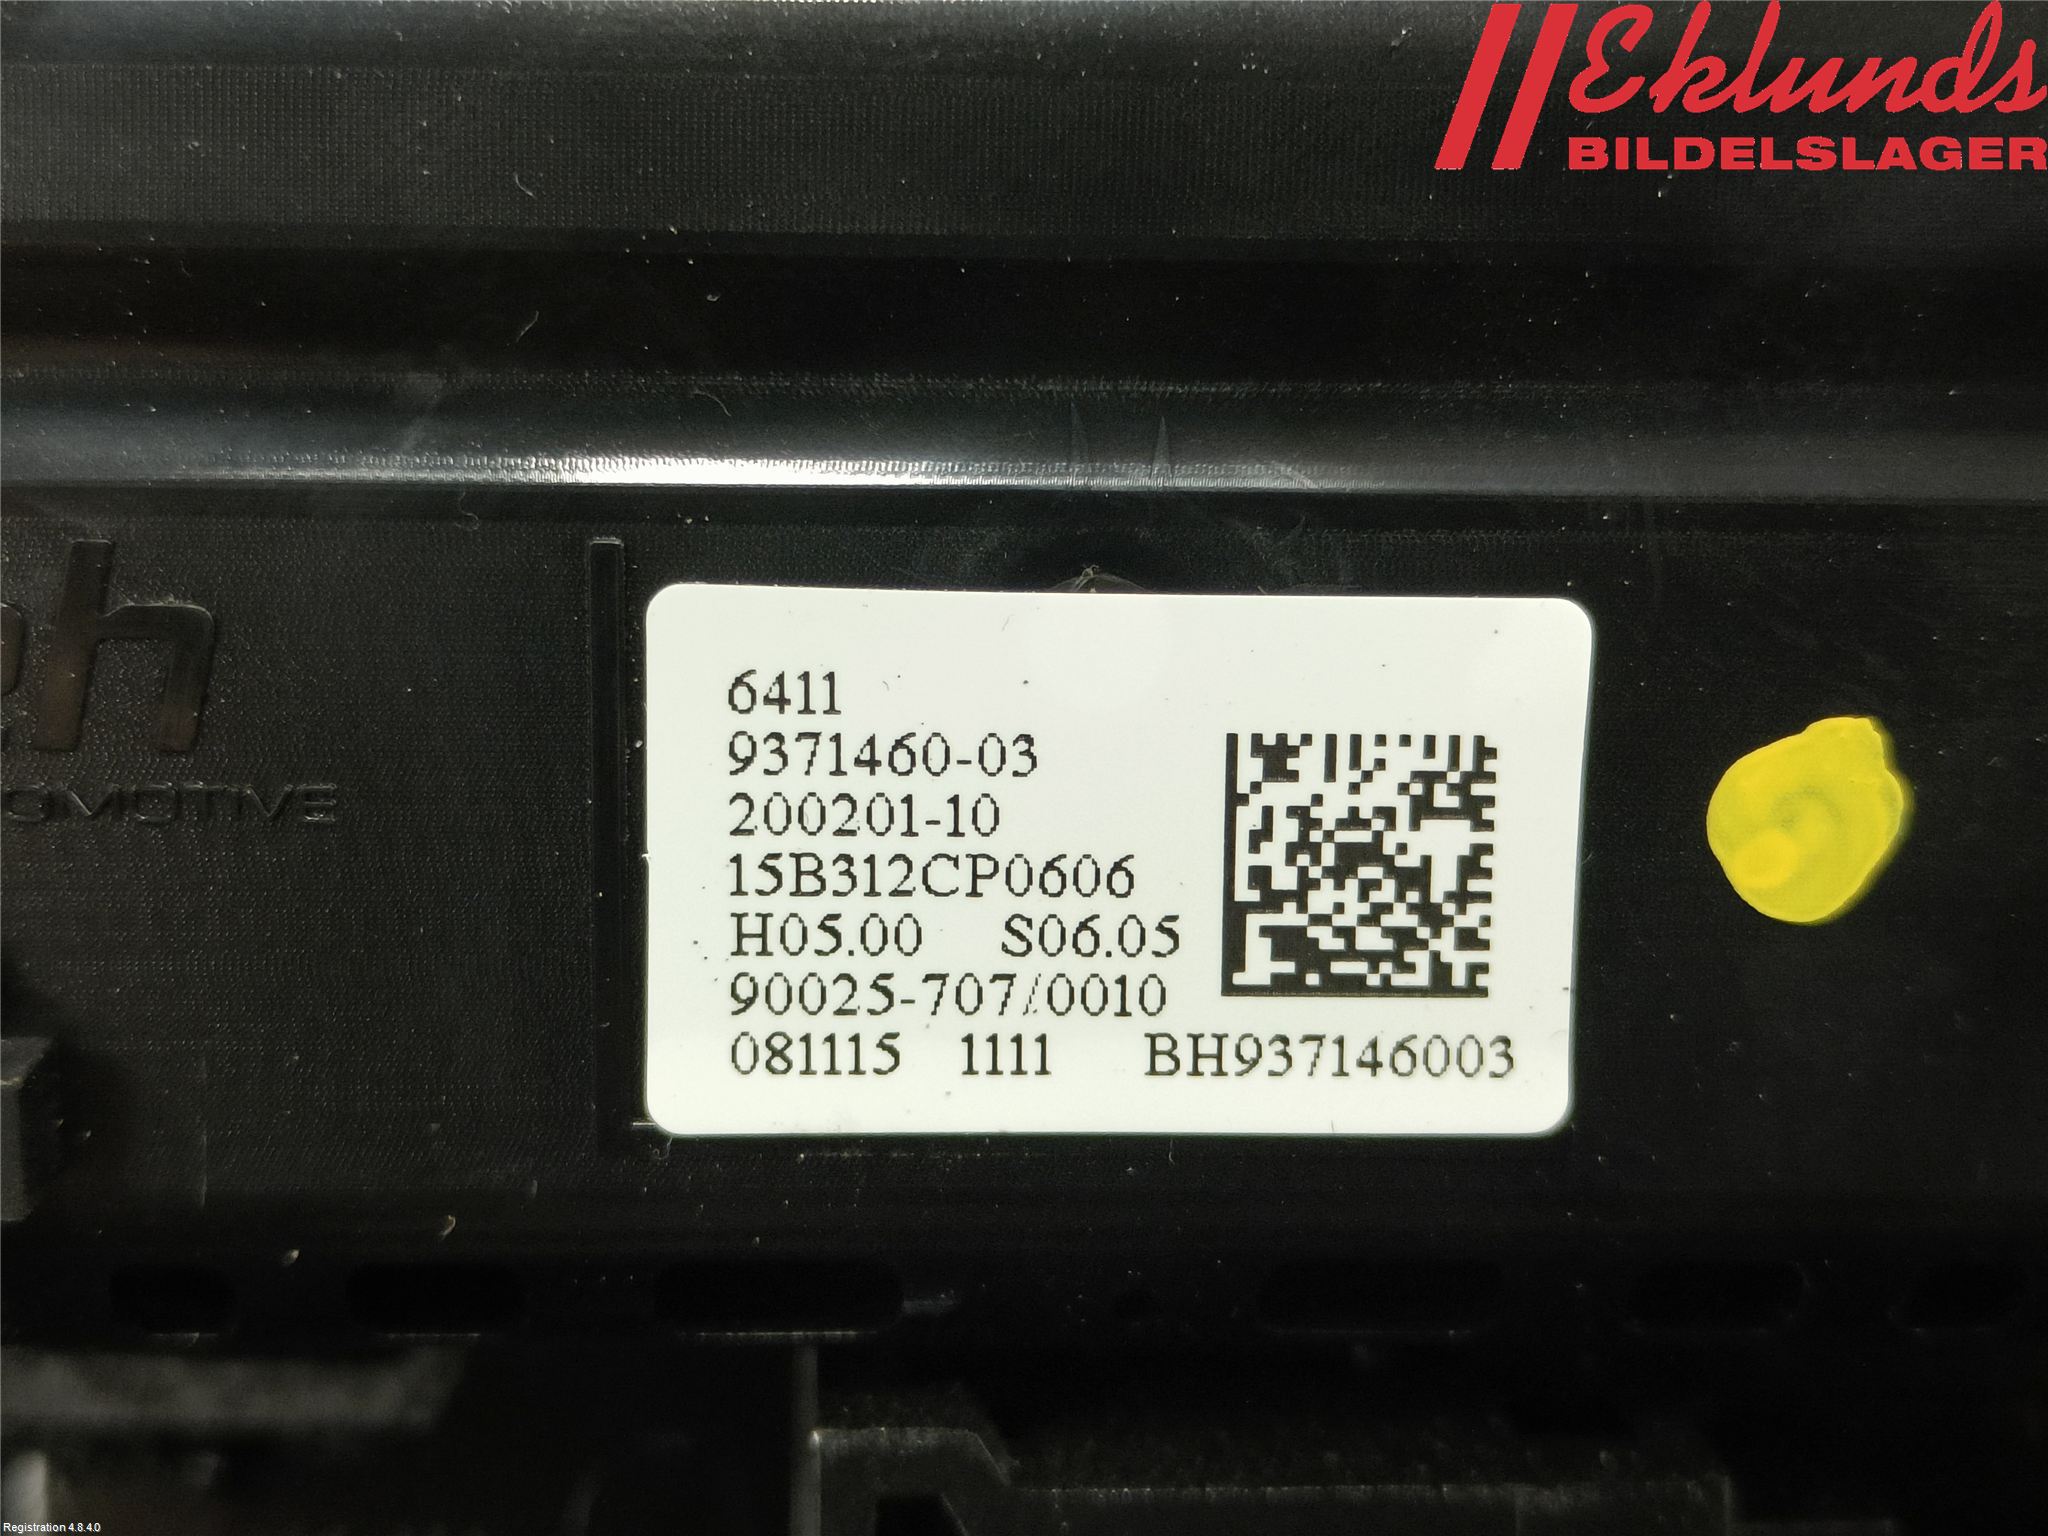 Eklunds
BILDELSLAGER
6411
9371460-03
200201-10
15B312CP0606
H05.00 S06.05
90025-707/0010
081115 1111 BH937146003
Registration 4.8.4.0